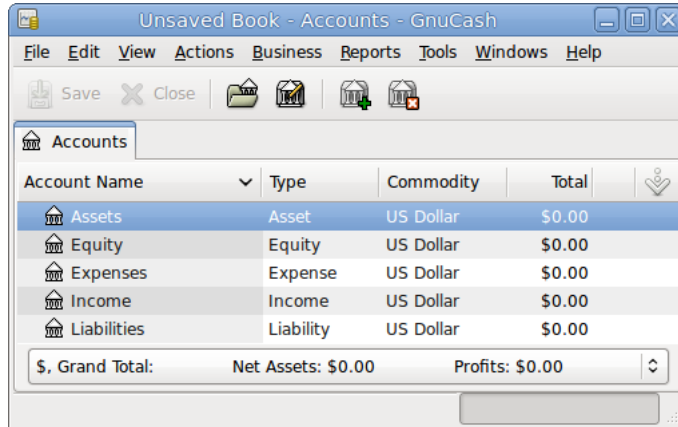 Unsaved Book - Accounts - GnuCash
File Edit View Actions Business Reports Tools Windows Help
Save Close
Accounts
Account Name Type Commodity Total
Assets Asset US Dollar $0.00
Equity Equity US Dollar $0.00
Expenses Expense US Dollar $0.00
Income Income US Dollar $0.00
Liabilities Liability US Dollar $0.00
$, Grand Total: Net Assets: $0.00 Profits: $0.00